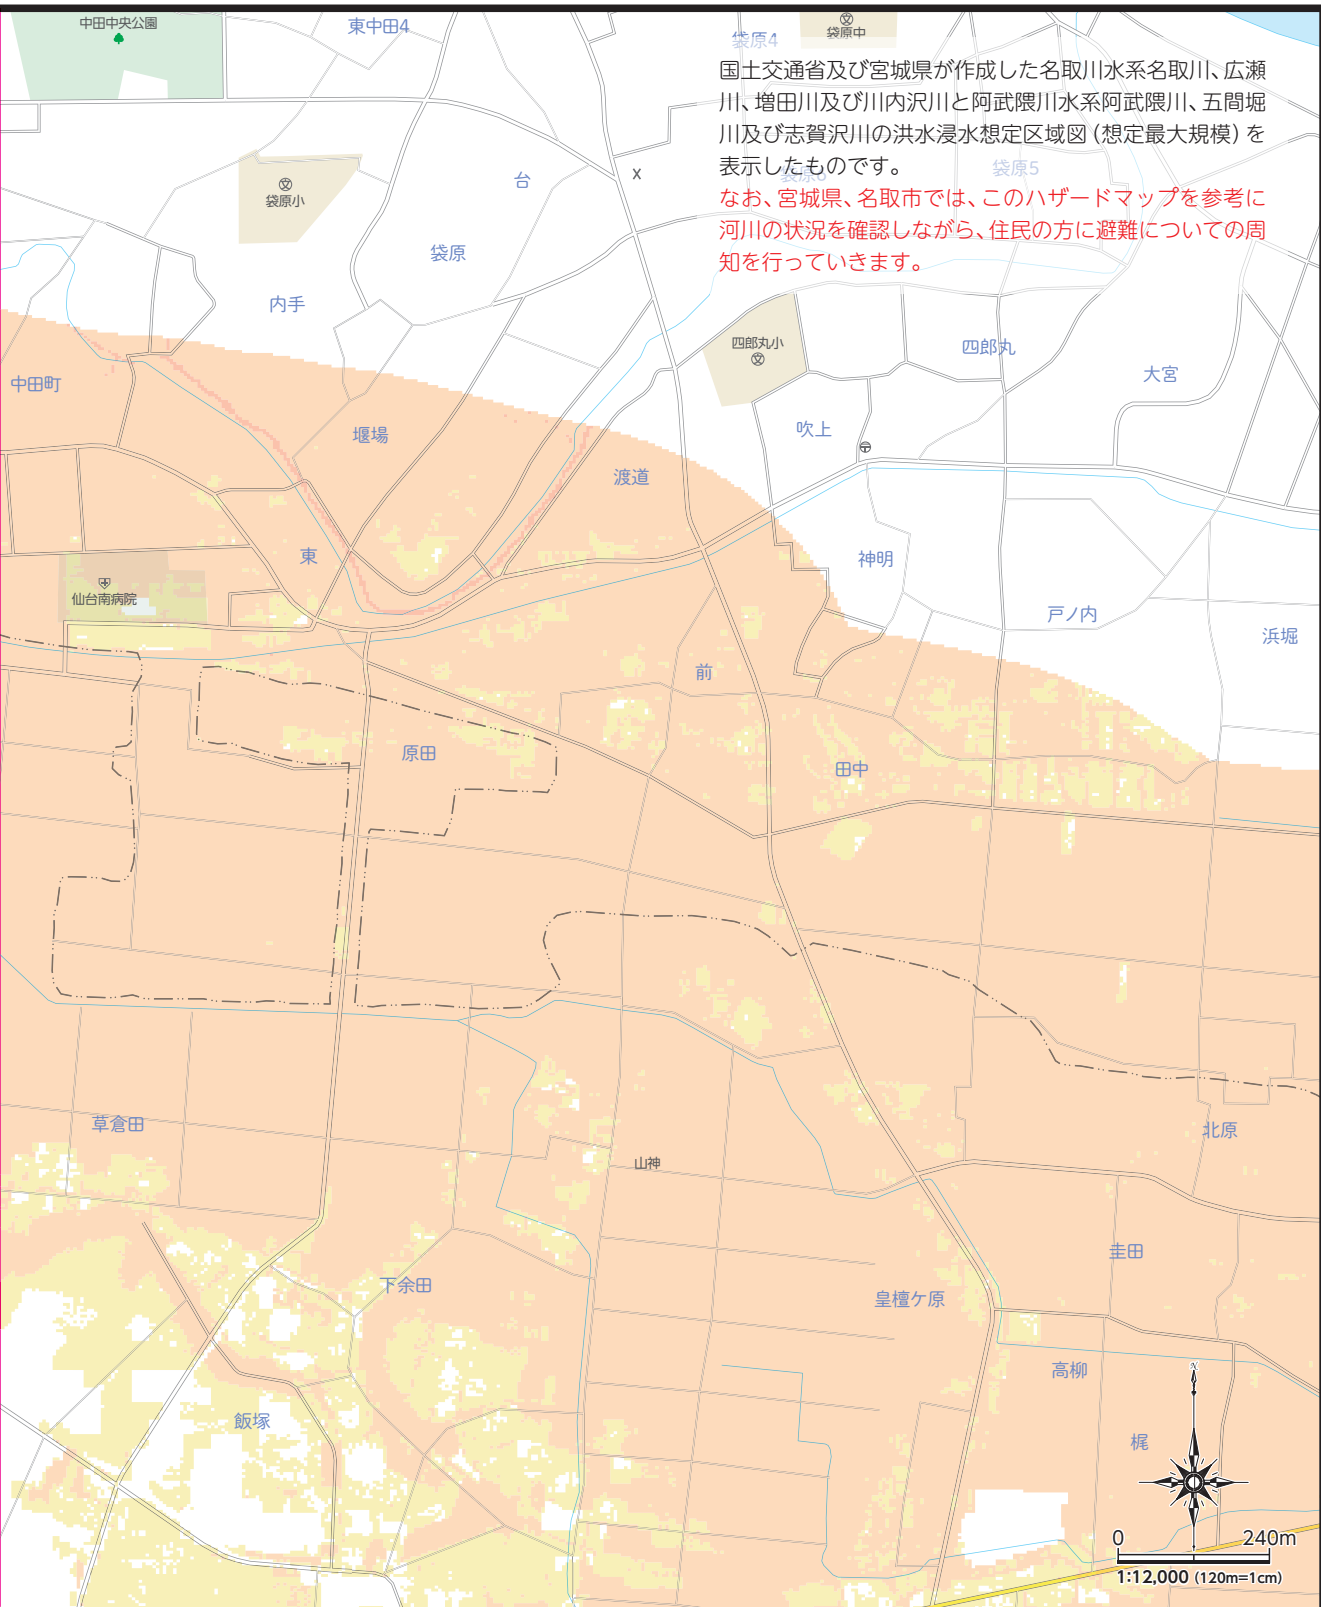 中田中央公園
東中田4
袋原4
袋原中
国土交通省及び宮城県が作成した名取川水系名取川、広瀬
川、増田川及び川内沢川と阿武隈川水系阿武隈川、五間堀
川及び志賀沢川の洪水浸水想定区域図（想定最大規模）を
表示したものです。
袋原6
袋原5
なお、宮城県、名取市では、このハザードマップを参考に
河川の状況を確認しながら、住民の方に避難についての周
知を行っていきます。
台
袋原小
袋原
内手
四郎丸小
四郎丸
大宮
中田町
堰場
吹上
渡道
東
神明
仙台南病院
戸ノ内
浜堀
前
原田
田中
草倉田
北原
山神
圭田
下余田
皇檀ケ原
高柳
飯塚
梶
N
0 240m
1:12,000 (120m=1cm)